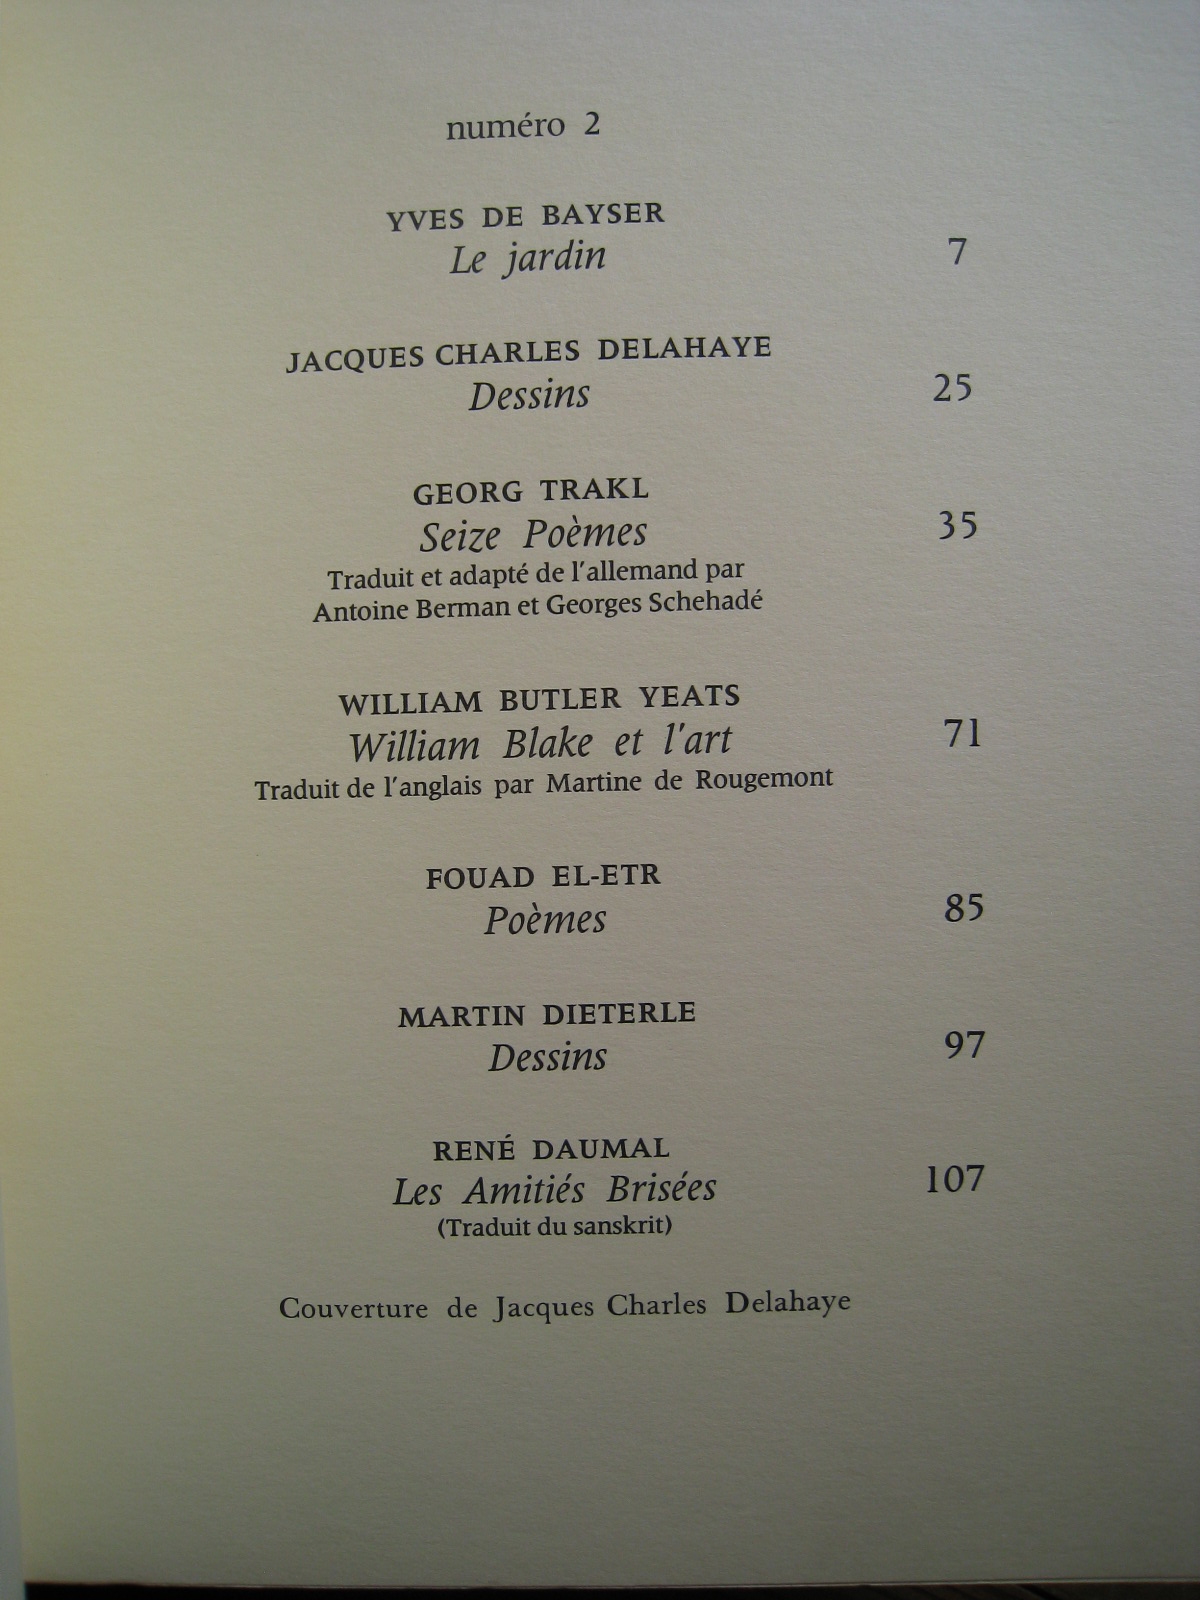 numéro 2
YVES DE BAYSER
Le jardin 7
JACQUES CHARLES DELAHAYE
Dessins 25
GEORG TRAKL
Seize Poèmes 35
Traduit et adapté de l'allemand par
Antoine Berman et Georges Schehadé
WILLIAM BUTLER YEATS
William Blake et l'art 71
Traduit de l'anglais par Martine de Rougemont
FOUAD EL-ETR
Poèmes 85
MARTIN DIETERLE
Dessins 97
RENÉ DAUMAL
Les Amitiés Brisées 107
(Traduit du sanskrit)
Couverture de Jacques Charles Delahaye